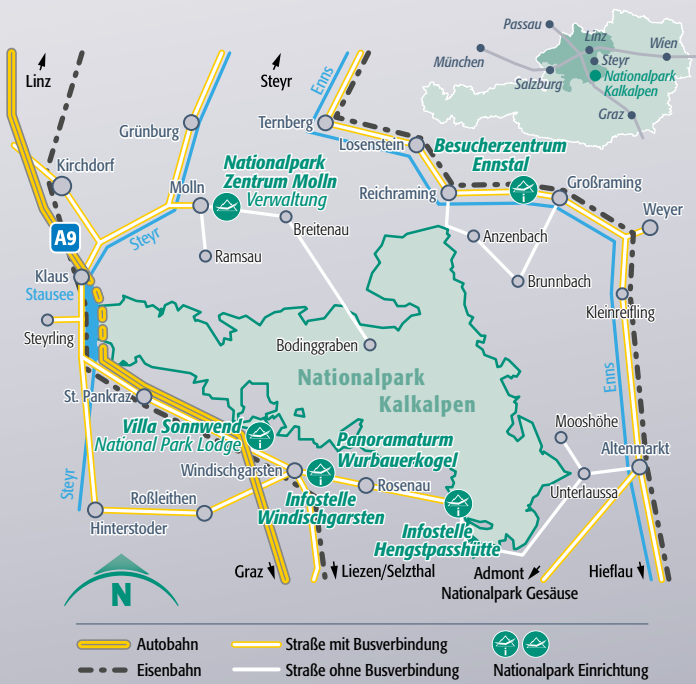 Passau
Linz
Wien
München
Steyr
Salzburg
Nationalpark
Kalkalpen
Graz
Linz
Steyr
Enns
Grünburg
Ternberg
Losenstein
Besucherzentrum
Ennstal
Kirchdorf
Nationalpark
Zentrum Molln
Verwaltung
Molln
Reichraming
Großraming
Weyer
A9
Steyr
Breitenau
Anzenbach
Ramsau
Klaus
Stausee
Brunnbach
Kleinreifling
Steyrling
Bodinggraben
Nationalpark
Kalkalpen
Enns
St. Pankraz
Villa Sonnwend
National Park Lodge
Panoramaturm
Wurbauerkogel
Mooshöhe
Altenmarkt
Windischgarsten
Steyr
Rosenau
Unterlaussa
Roßleithen
Infostelle
Windischgarsten
Hinterstoder
Infostelle
Hengstpasshütte
Graz
Liezen/Selzthal
Admont
Nationalpark Gesäuse
Hieflau
N
Autobahn
Straße mit Busverbindung
Eisenbahn
Straße ohne Busverbindung
Nationalpark Einrichtung